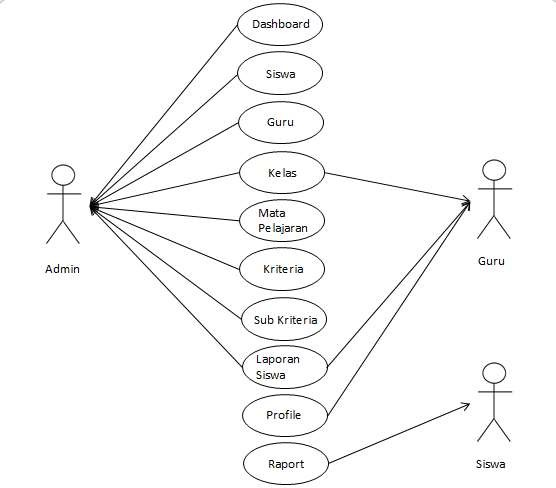 Dashboard
Siswa
Guru
Kelas
Mata
Pelajaran
Kriteria
Sub Kriteria
Laporan
Siswa
Profile
Raport
Admin
Guru
Siswa